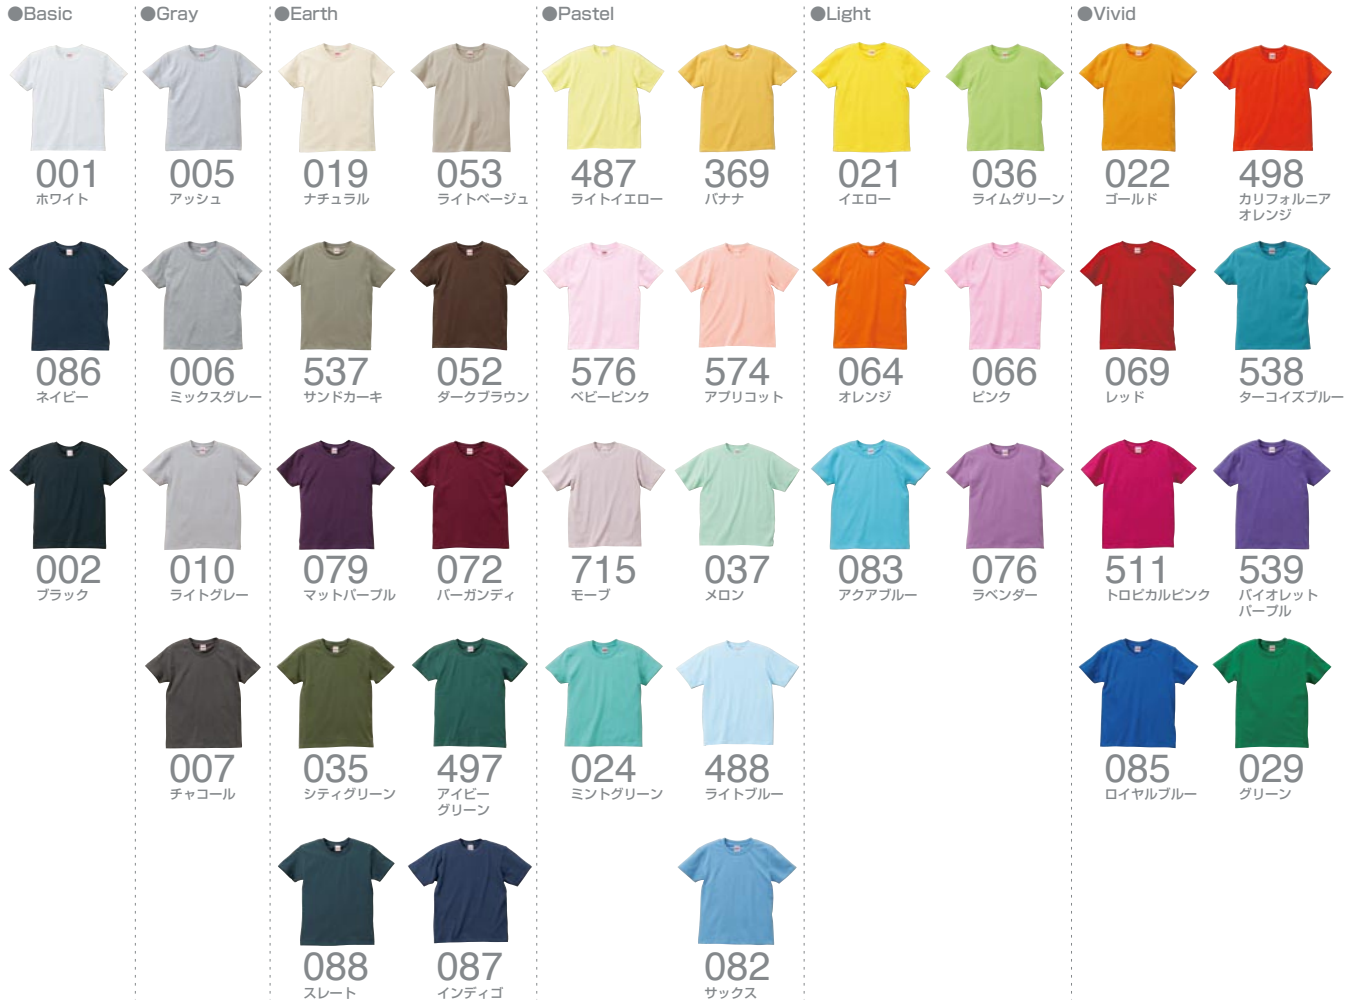 ●Basic
●Gray
●Earth
●Pastel
●Light
●Vivid
001
ホワイト
005
アッシュ
019
ナチュラル
053
ライトベージュ
487
ライトイエロー
369
バナナ
021
イエロー
036
ライムグリーン
022
ゴールド
498
カリフォルニア
オレンジ
086
ネイビー
006
ミックスグレー
537
サンドカーキ
052
ダークブラウン
576
ベビーピンク
574
アプリコット
064
オレンジ
066
ピンク
069
レッド
538
ターコイズブルー
002
ブラック
010
ライトグレー
079
マットパープル
072
バーガンディ
715
モーブ
037
メロン
083
アクアブルー
076
ラベンダー
511
トロピカルピンク
539
バイオレット
パープル
007
チャコール
035
シティグリーン
497
アイビー
グリーン
024
ミントグリーン
488
ライトブルー
085
ロイヤルブルー
029
グリーン
088
スレート
087
インディゴ
082
サックス